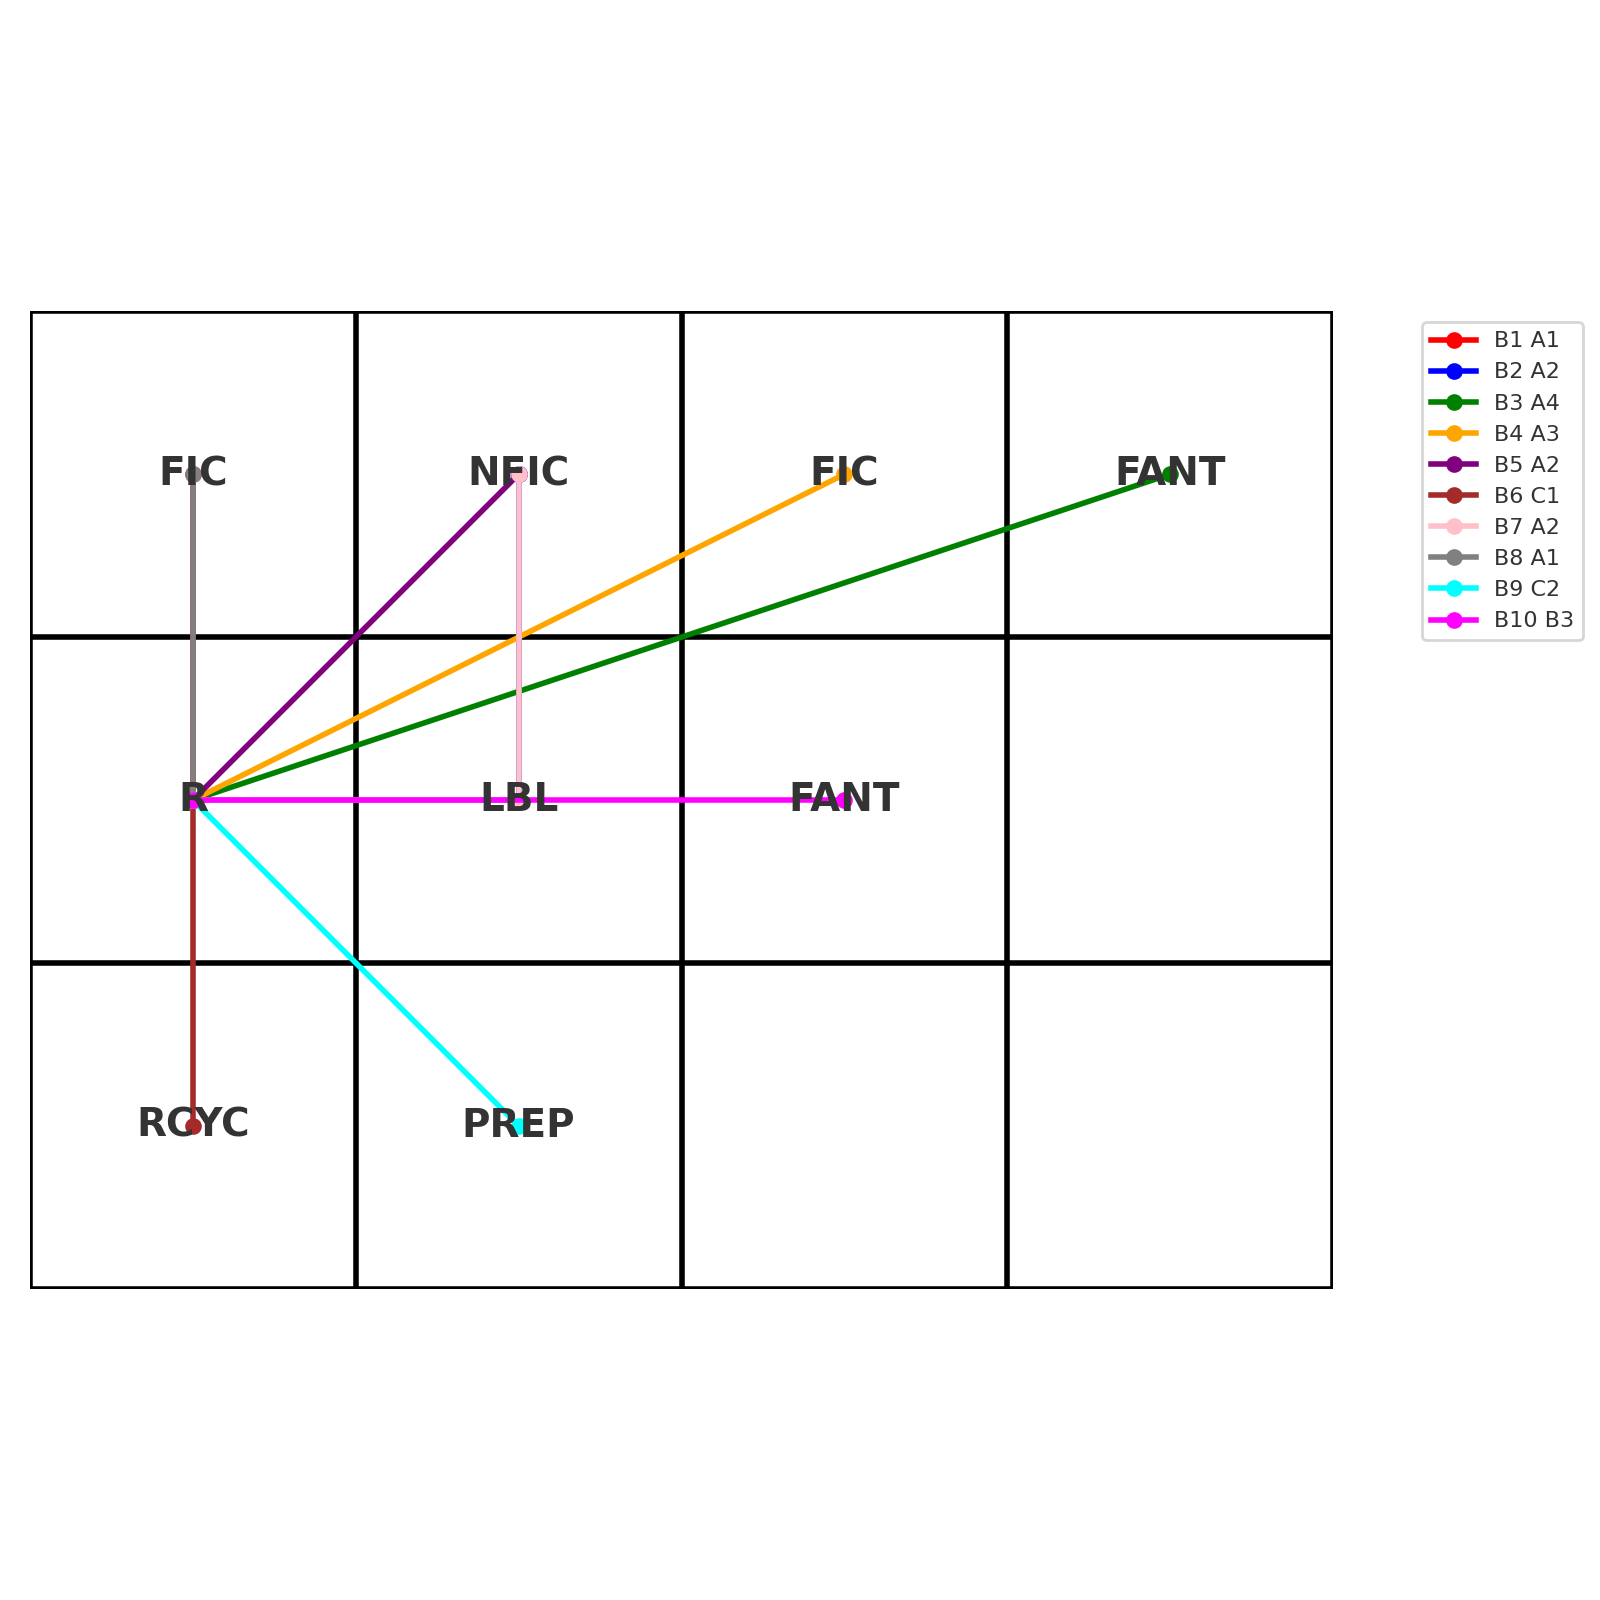 FIC NFIC FIC FANT
R LBL FANT
RCYC PREP
B1 A1
B2 A2
B3 A4
B4 A3
B5 A2
B6 C1
B7 A2
B8 A1
B9 C2
B10 B3